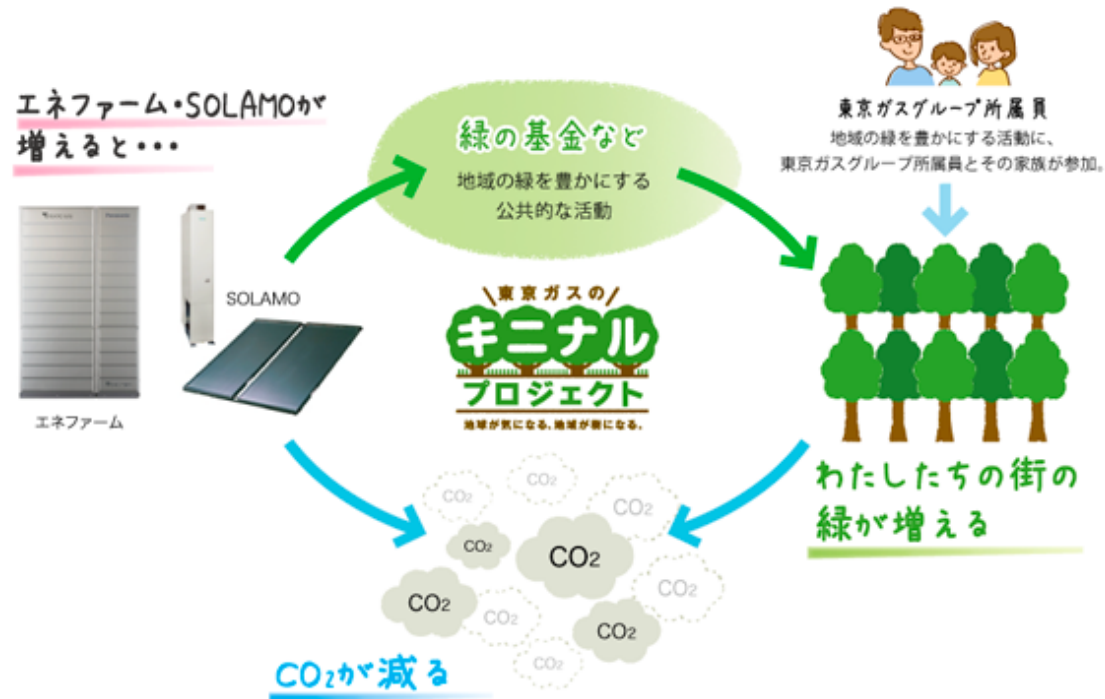 エネファーム・SOLAMOが
増えると・・・
エネファーム
SOLAMO
緑の基金など
地域の緑を豊かにする
公共的な活動
東京ガスグループ所属員
地域の緑を豊かにする活動に、
東京ガスグループ所属員とその家族が参加。
\東京ガスの/
キニナル
プロジェクト
地球が気になる、地域が樹になる。
わたしたちの街の
緑が増える
CO2
CO2
CO2
CO2
CO2
CO2
CO2
CO2
CO2
CO2
CO2が減る